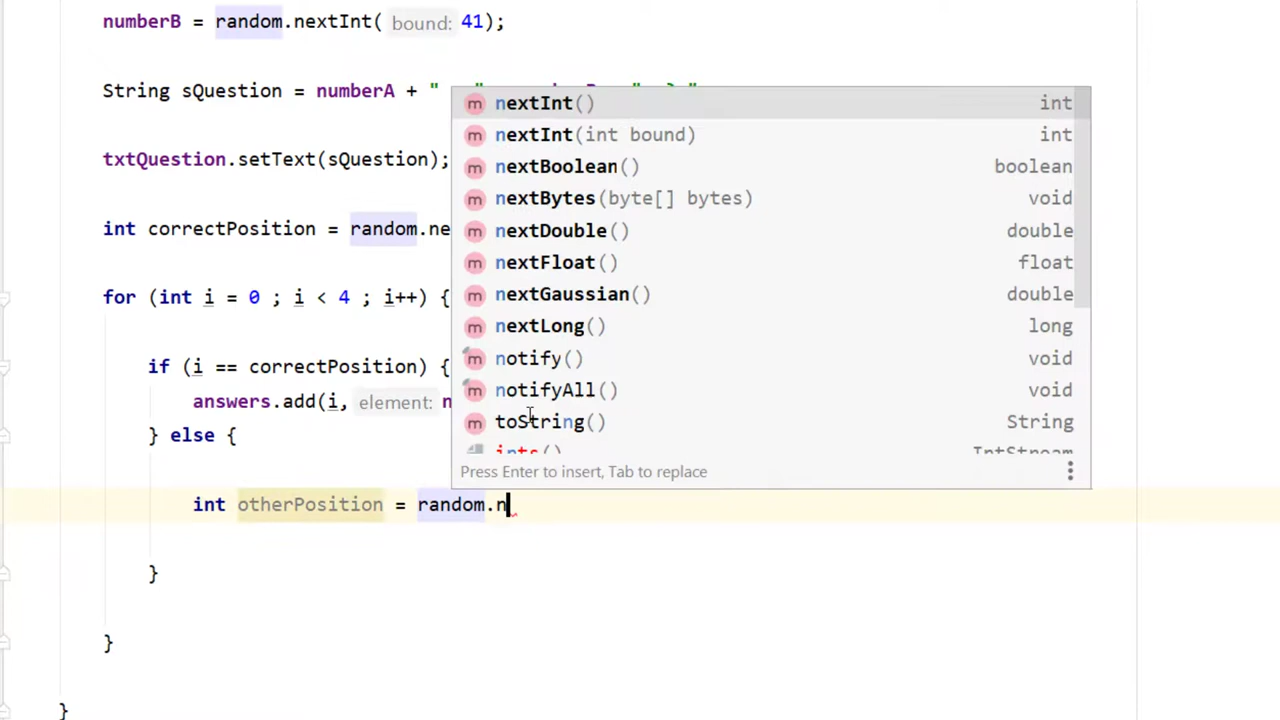 numberB = random.nextInt( bound: 41);
String sQuestion = numberA + "
txtQuestion.setText(sQuestion);
int correctPosition = random.ne
for (int i = 0 ; i < 4 ; i++) {
if (i == correctPosition) {
answers.add(i, element: n
} else {
int otherPosition = random.n
}
}
}
nextInt() int
nextInt(int bound) int
nextBoolean() boolean
nextBytes(byte[] bytes) void
nextDouble() double
nextFloat() float
nextGaussian() double
nextLong() long
notify() void
notifyAll() void
toString() String
ints() IntStream
Press Enter to insert, Tab to replace